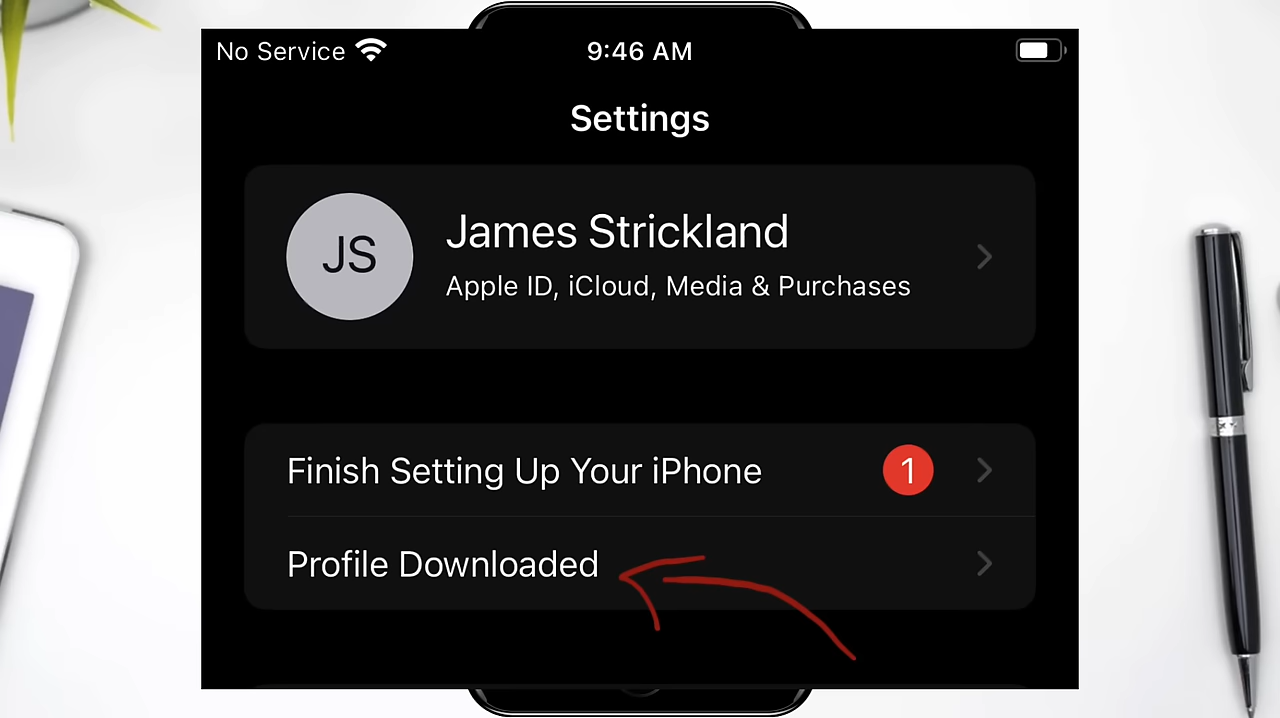 No Service 9:46 AM
Settings
JS
James Strickland
Apple ID, iCloud, Media & Purchases
Finish Setting Up Your iPhone 1
Profile Downloaded